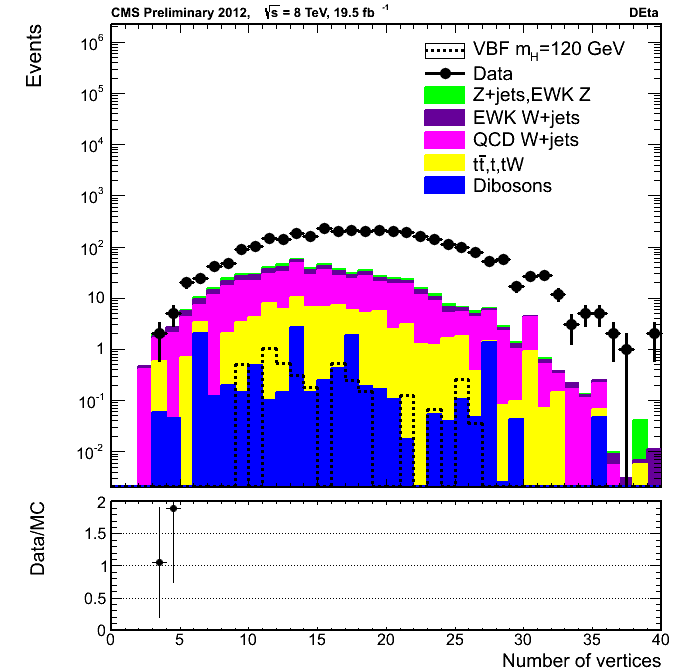 CMS Preliminary 2012, √s = 8 TeV, 19.5 fb⁻¹ DEta
Events
10⁶
10⁵
10⁴
10³
10²
10
1
10⁻¹
10⁻²
VBF m_H=120 GeV
Data
Z+jets,EWK Z
EWK W+jets
QCD W+jets
tt̄,t,tW
Dibosons
Data/MC
2
1.5
1
0.5
0
0 5 10 15 20 25 30 35 40
Number of vertices